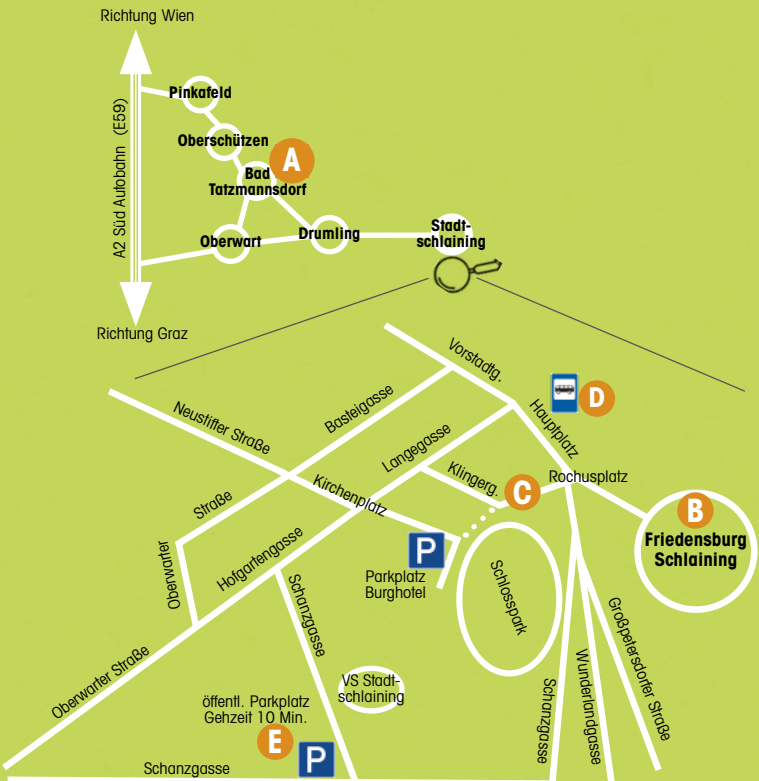 Richtung Wien
A2 Süd Autobahn (E59)
Pinkafeld
Oberschützen
A
Bad
Tatzmannsdorf
Oberwart
Drumling
Stadt-
schlaining
Richtung Graz
Vorstadtg.
D
Hauptplatz
Neustifter Straße
Basteigasse
Langegasse
Klingerg.
C
Rochusplatz
B
Friedensburg
Schlaining
Kirchenplatz
Oberwarter
Straße
Hofgartengasse
P
Parkplatz
Burghotel
Schlosspark
Schanzgasse
Großpetersdorfer Straße
Wunderlandgasse
Schanzgasse
Oberwarter Straße
VS Stadt-
schlaining
öffentl. Parkplatz
Gehzeit 10 Min.
E
P
Schanzgasse